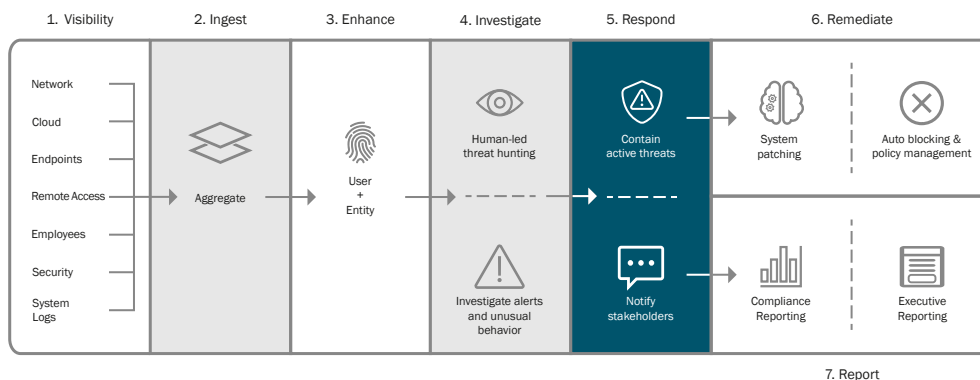 1. Visibility
2. Ingest
3. Enhance
4. Investigate
5. Respond
6. Remediate
Network
Cloud
Endpoints
Remote Access
Employees
Security
System
Logs
Aggregate
User
+
Entity
Human-led
threat hunting
Investigate alerts
and unusual
behavior
Contain
active threats
Notify
stakeholders
System
patching
Auto blocking &
policy management
Compliance
Reporting
Executive
Reporting
7. Report